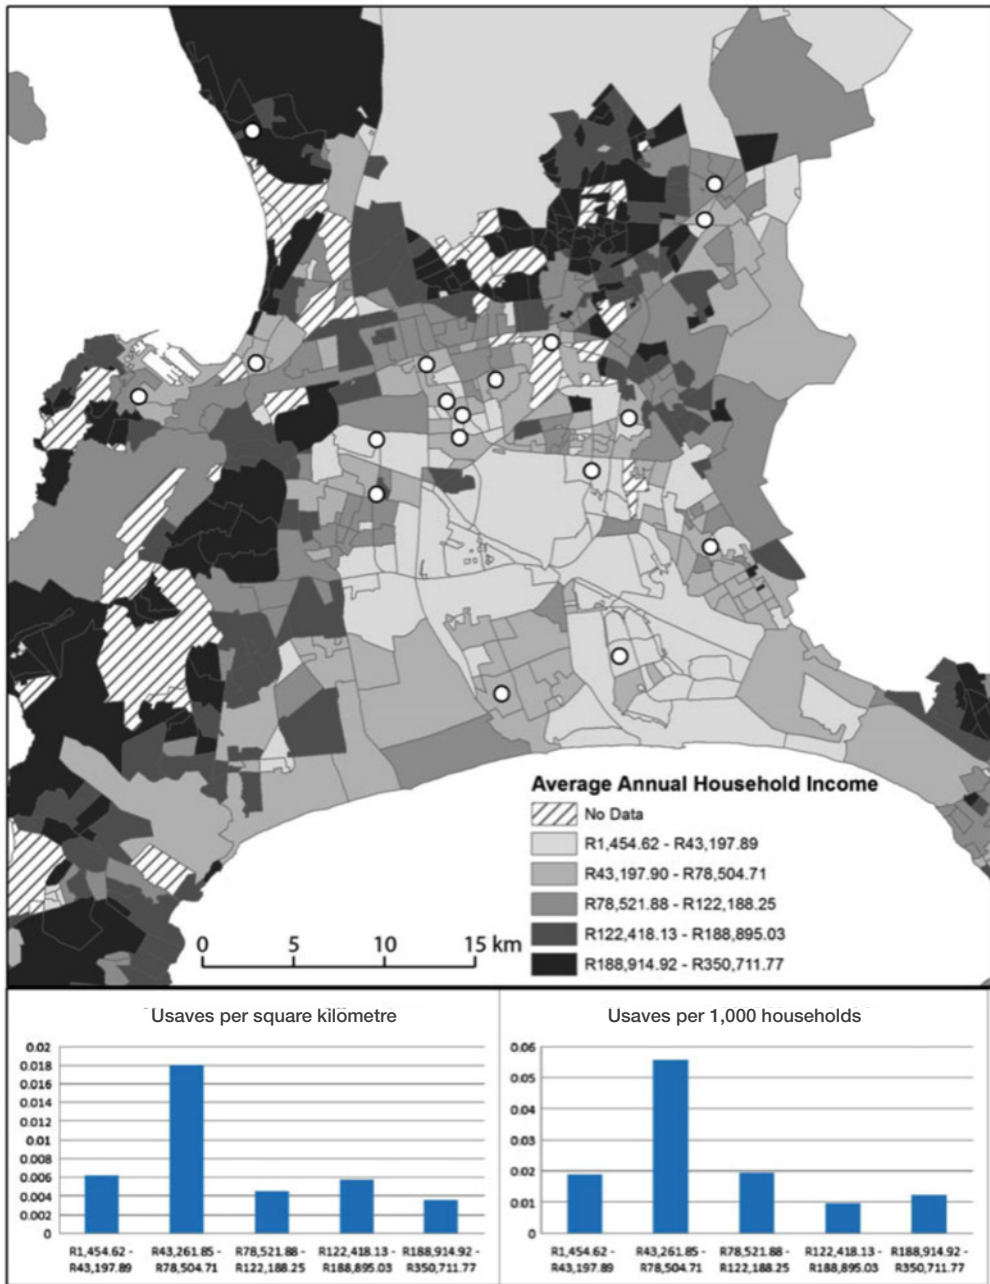 Average Annual Household Income
No Data
R1,454.62 - R43,197.89
R43,197.90 - R78,504.71
R78,521.88 - R122,188.25
R122,418.13 - R188,895.03
R188,914.92 - R350,711.77
0 5 10 15 km
Usaves per square kilometre
0.02
0.018
0.016
0.014
0.012
0.01
0.008
0.006
0.004
0.002
0
R1,454.62 - R43,261.85 - R78,521.88 - R122,418.13 - R188,914.92 -
R43,197.89 R78,504.71 R122,188.25 R188,895.03 R350,711.77
Usaves per 1,000 households
0.06
0.05
0.04
0.03
0.02
0.01
0
R1,454.62 - R43,261.85 - R78,521.88 - R122,418.13 - R188,914.92 -
R43,197.89 R78,504.71 R122,188.25 R188,895.03 R350,711.77